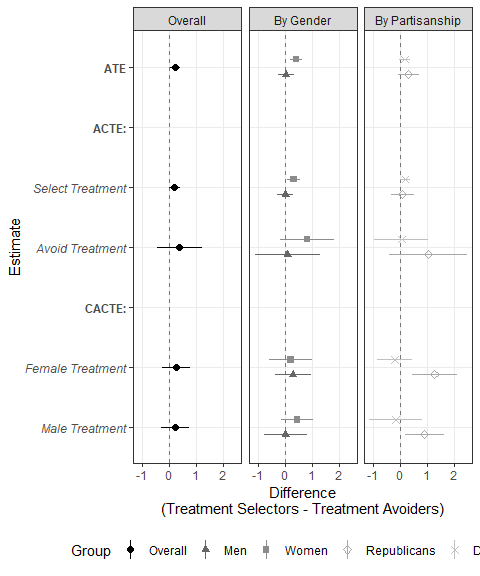 Overall By Gender By Partisanship
ATE
ACTE:
Select Treatment
Avoid Treatment
CACTE:
Female Treatment
Male Treatment
Estimate
-1 0 1 2 -1 0 1 2 -1 0 1 2
Difference
(Treatment Selectors - Treatment Avoiders)
Group Overall Men Women Republicans D